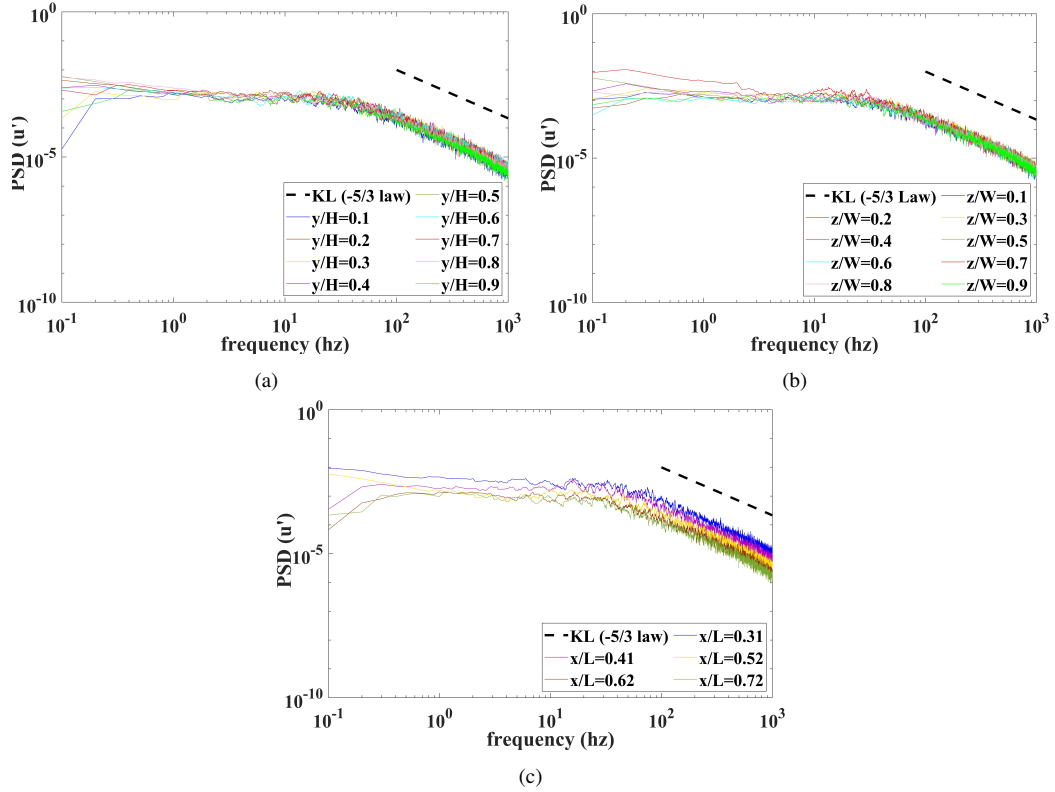 10^0
10^-5
10^-10
PSD (u')
KL (-5/3 law) y/H=0.5
y/H=0.1 y/H=0.6
y/H=0.2 y/H=0.7
y/H=0.3 y/H=0.8
y/H=0.4 y/H=0.9
10^-1 10^0 10^1 10^2 10^3
frequency (hz)
(a)
10^0
10^-5
10^-10
PSD (u')
KL (-5/3 Law) z/W=0.1
z/W=0.2 z/W=0.3
z/W=0.4 z/W=0.5
z/W=0.6 z/W=0.7
z/W=0.8 z/W=0.9
10^-1 10^0 10^1 10^2 10^3
frequency (hz)
(b)
10^0
10^-5
10^-10
PSD (u')
KL (-5/3 law) x/L=0.31
x/L=0.41 x/L=0.52
x/L=0.62 x/L=0.72
10^-1 10^0 10^1 10^2 10^3
frequency (hz)
(c)